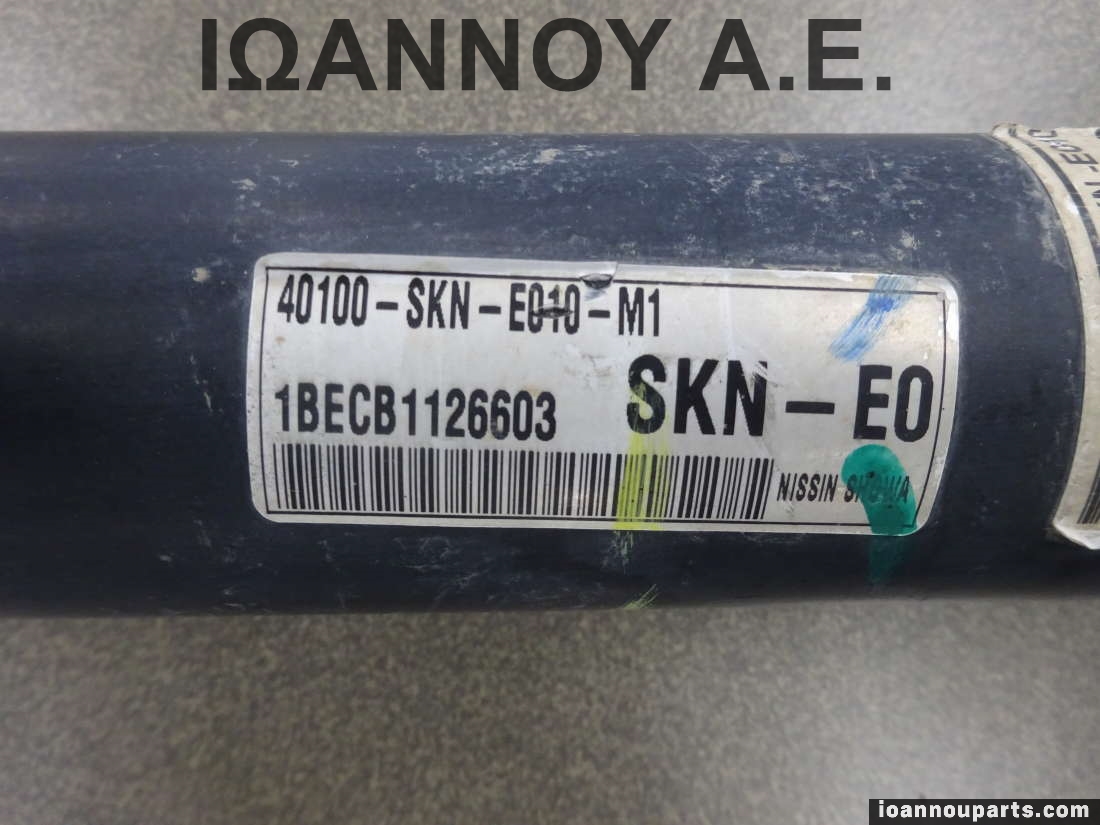 ΙΩΑΝΝΟΥ Α.Ε.
40100-SKN-E010-M1
1BECB1126603
SKN-E0
NISSIN SHOWA
ioannouparts.com